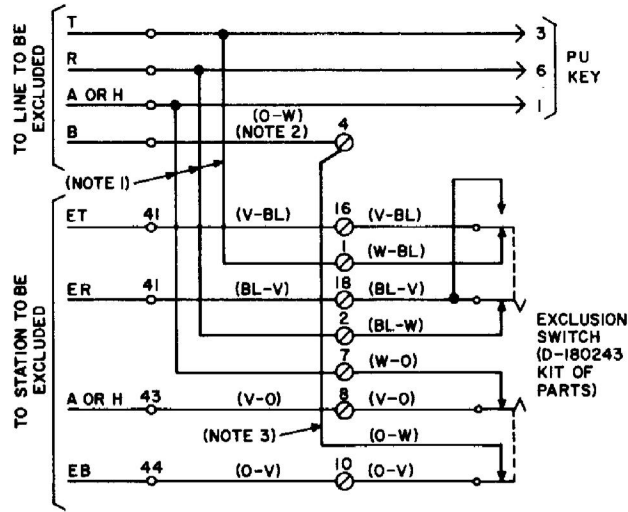 T
3
R
6
PU
KEY
A OR H
1
(O-W)
B
(NOTE 2)
4
TO LINE TO BE
EXCLUDED
(NOTE 1)
ET
41
(V-BL)
16
(V-BL)
1
(W-BL)
ER
41
(BL-V)
18
(BL-V)
2
(BL-W)
EXCLUSION
SWITCH
(D-180243
KIT OF
PARTS)
7
(W-O)
A OR H
43
(V-O)
8
(V-O)
(NOTE 3)
(O-W)
EB
44
(O-V)
10
(O-V)
TO STATION TO BE
EXCLUDED